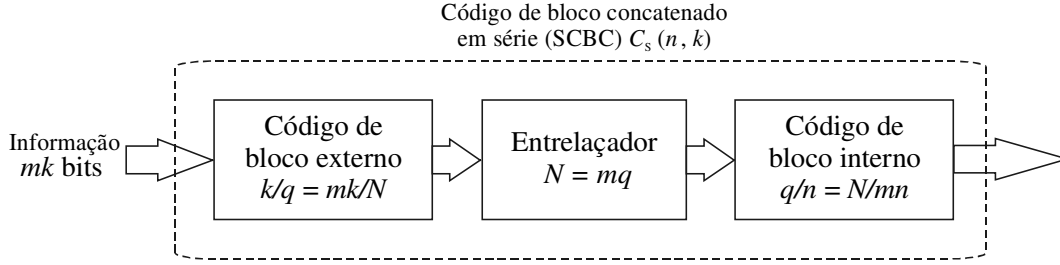 Código de bloco concatenado
em série (SCBC) Cs (n, k)
Informação
mk bits
Código de
bloco externo
k/q = mk/N
Entrelaçador
N = mq
Código de
bloco interno
q/n = N/mn